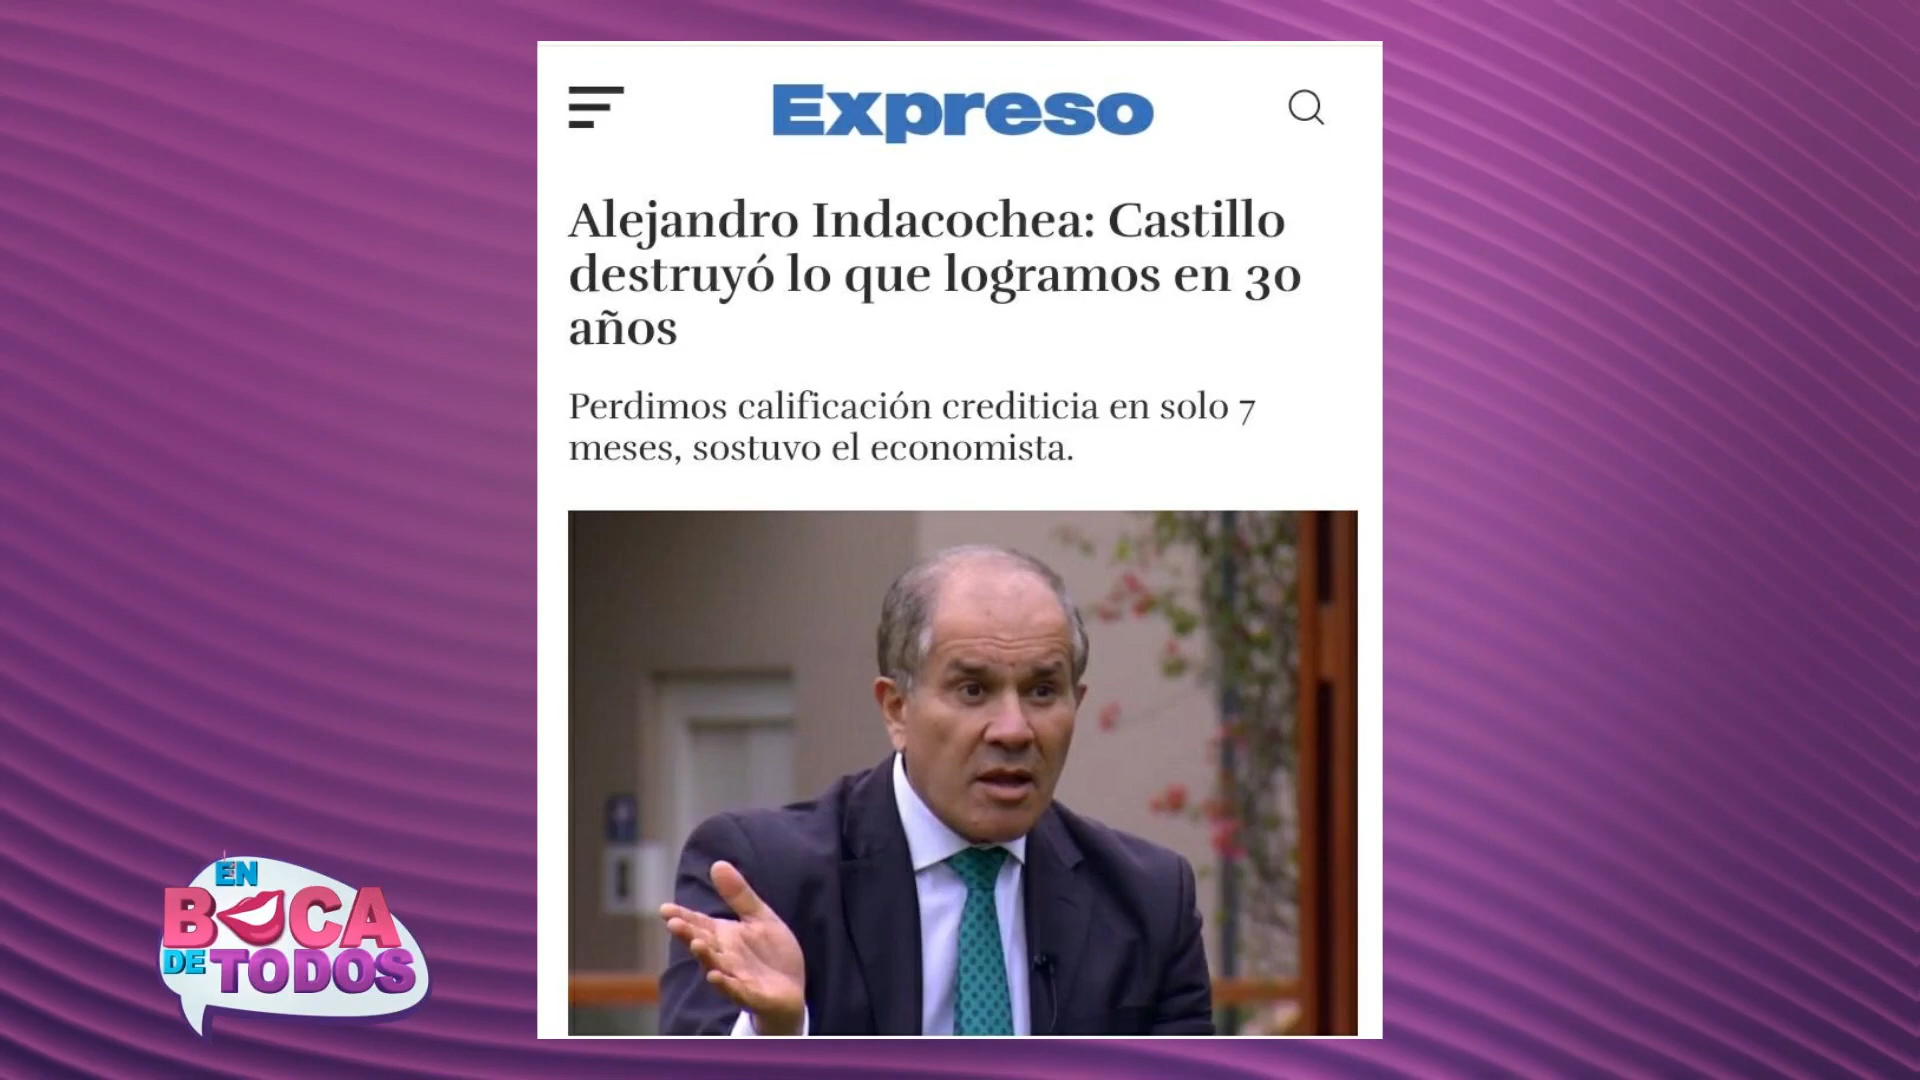 Expreso
Alejandro Indacochea: Castillo
destruyó lo que logramos en 30
años
Perdimos calificación crediticia en solo 7
meses, sostuvo el economista.
EN
BOCA
DE TODOS